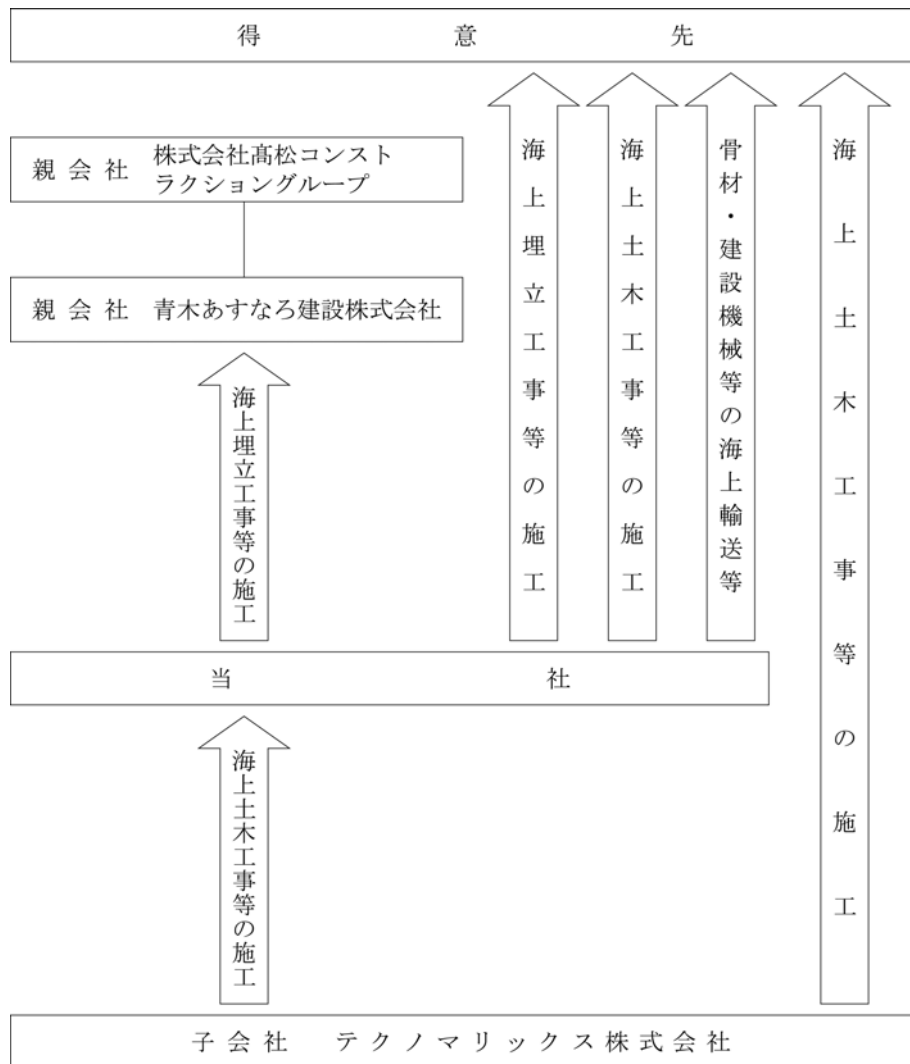 得意先
親会社 株式会社髙松コンスト
ラクショングループ
親会社 青木あすなろ建設株式会社
海上埋立工事等の施工
海上埋立工事等の施工
海上土木工事等の施工
骨材・建設機械等の海上輸送等
海上土木工事等の施工
当社
海上土木工事等の施工
子会社 テクノマリックス株式会社